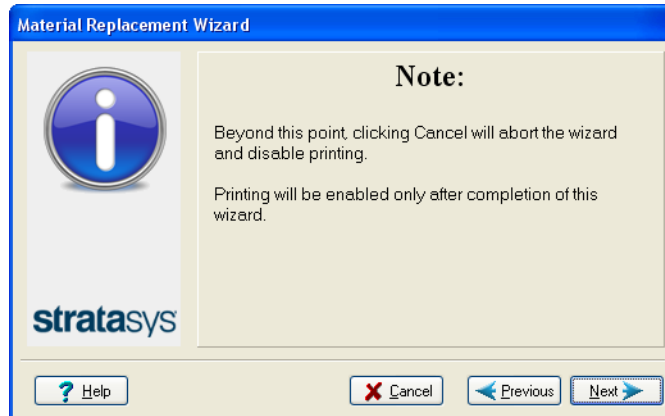 Material Replacement Wizard
Note:
Beyond this point, clicking Cancel will abort the wizard
and disable printing.
Printing will be enabled only after completion of this
wizard.
stratasys
? Help
Cancel
Previous
Next